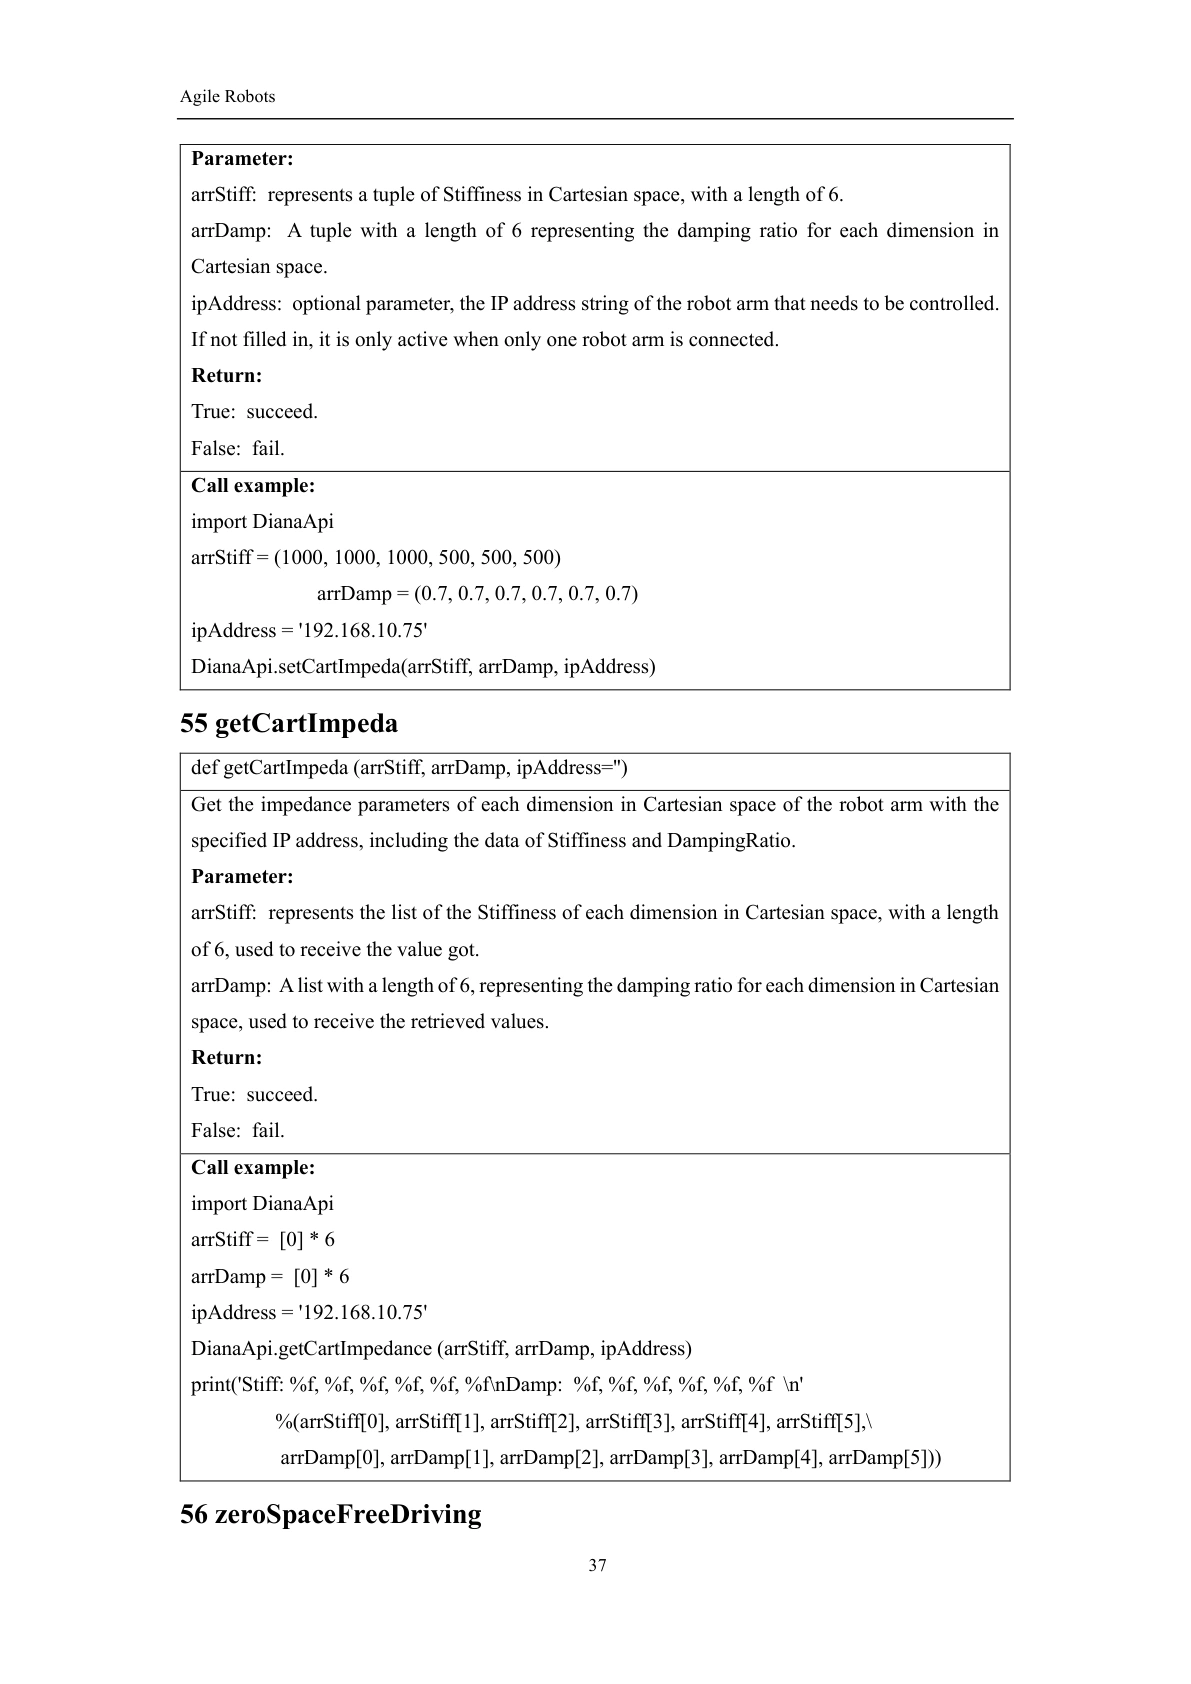 Agile Robots
Parameter:
arrStiff:  represents a tuple of Stiffiness in Cartesian space, with a length of 6.
arrDamp:  A tuple with a length of 6 representing the damping ratio for each dimension in
Cartesian space.
ipAddress:  optional parameter, the IP address string of the robot arm that needs to be controlled.
If not filled in, it is only active when only one robot arm is connected.
Return:
True:  succeed.
False:  fail.
Call example:
import DianaApi
arrStiff = (1000, 1000, 1000, 500, 500, 500)
arrDamp = (0.7, 0.7, 0.7, 0.7, 0.7, 0.7)
ipAddress = '192.168.10.75'
DianaApi.setCartImpeda(arrStiff, arrDamp, ipAddress)
55 getCartImpeda
def getCartImpeda (arrStiff, arrDamp, ipAddress='')
Get the impedance parameters of each dimension in Cartesian space of the robot arm with the
specified IP address, including the data of Stiffiness and DampingRatio.
Parameter:
arrStiff:  represents the list of the Stiffiness of each dimension in Cartesian space, with a length
of 6, used to receive the value got.
arrDamp:  A list with a length of 6, representing the damping ratio for each dimension in Cartesian
space, used to receive the retrieved values.
Return:
True:  succeed.
False:  fail.
Call example:
import DianaApi
arrStiff =  [0] * 6
arrDamp =  [0] * 6
ipAddress = '192.168.10.75'
DianaApi.getCartImpedance (arrStiff, arrDamp, ipAddress)
print('Stiff: %f, %f, %f, %f, %f, %f\nDamp:  %f, %f, %f, %f, %f, %f  \n'
%(arrStiff[0], arrStiff[1], arrStiff[2], arrStiff[3], arrStiff[4], arrStiff[5],\
arrDamp[0], arrDamp[1], arrDamp[2], arrDamp[3], arrDamp[4], arrDamp[5]))
56 zeroSpaceFreeDriving
37